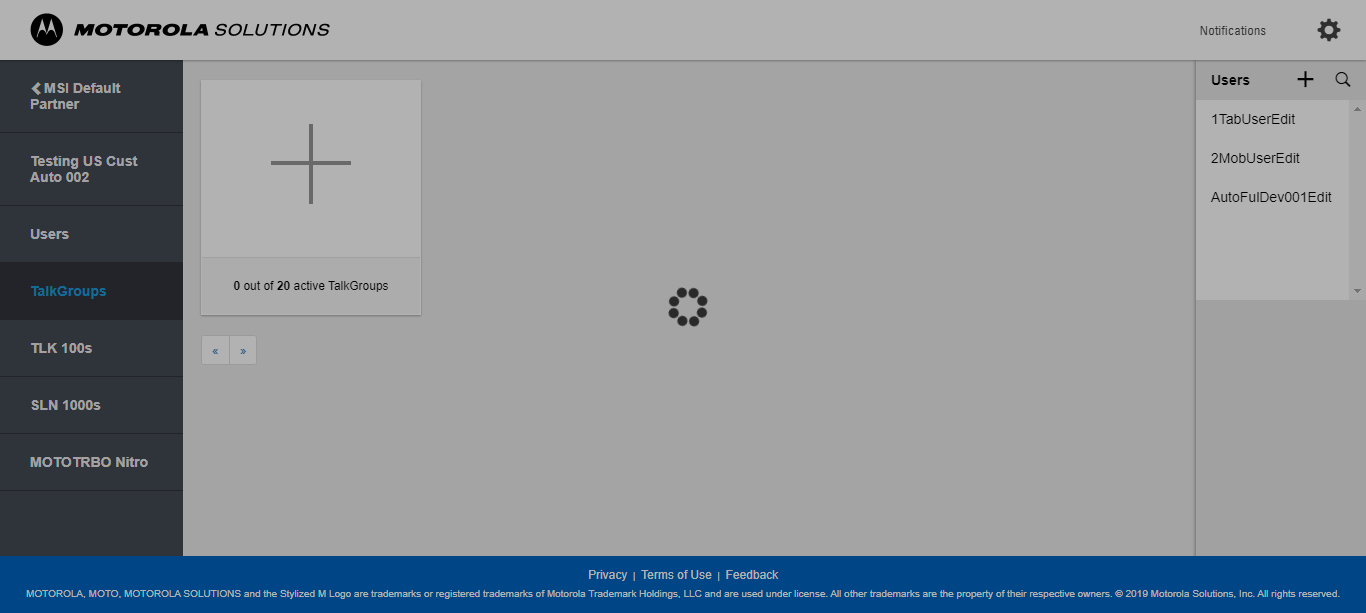 MOTOROLA SOLUTIONS
Notifications
MSI Default
Partner
Testing US Cust
Auto 002
Users
TalkGroups
TLK 100s
SLN 1000s
MOTOTRBO Nitro
0 out of 20 active TalkGroups
« »
Users
1TabUserEdit
2MobUserEdit
AutoFulDev001Edit
Privacy | Terms of Use | Feedback
MOTOROLA, MOTO, MOTOROLA SOLUTIONS and the Stylized M Logo are trademarks or registered trademarks of Motorola Trademark Holdings, LLC and are used under license. All other trademarks are the property of their respective owners. © 2019 Motorola Solutions, Inc. All rights reserved.